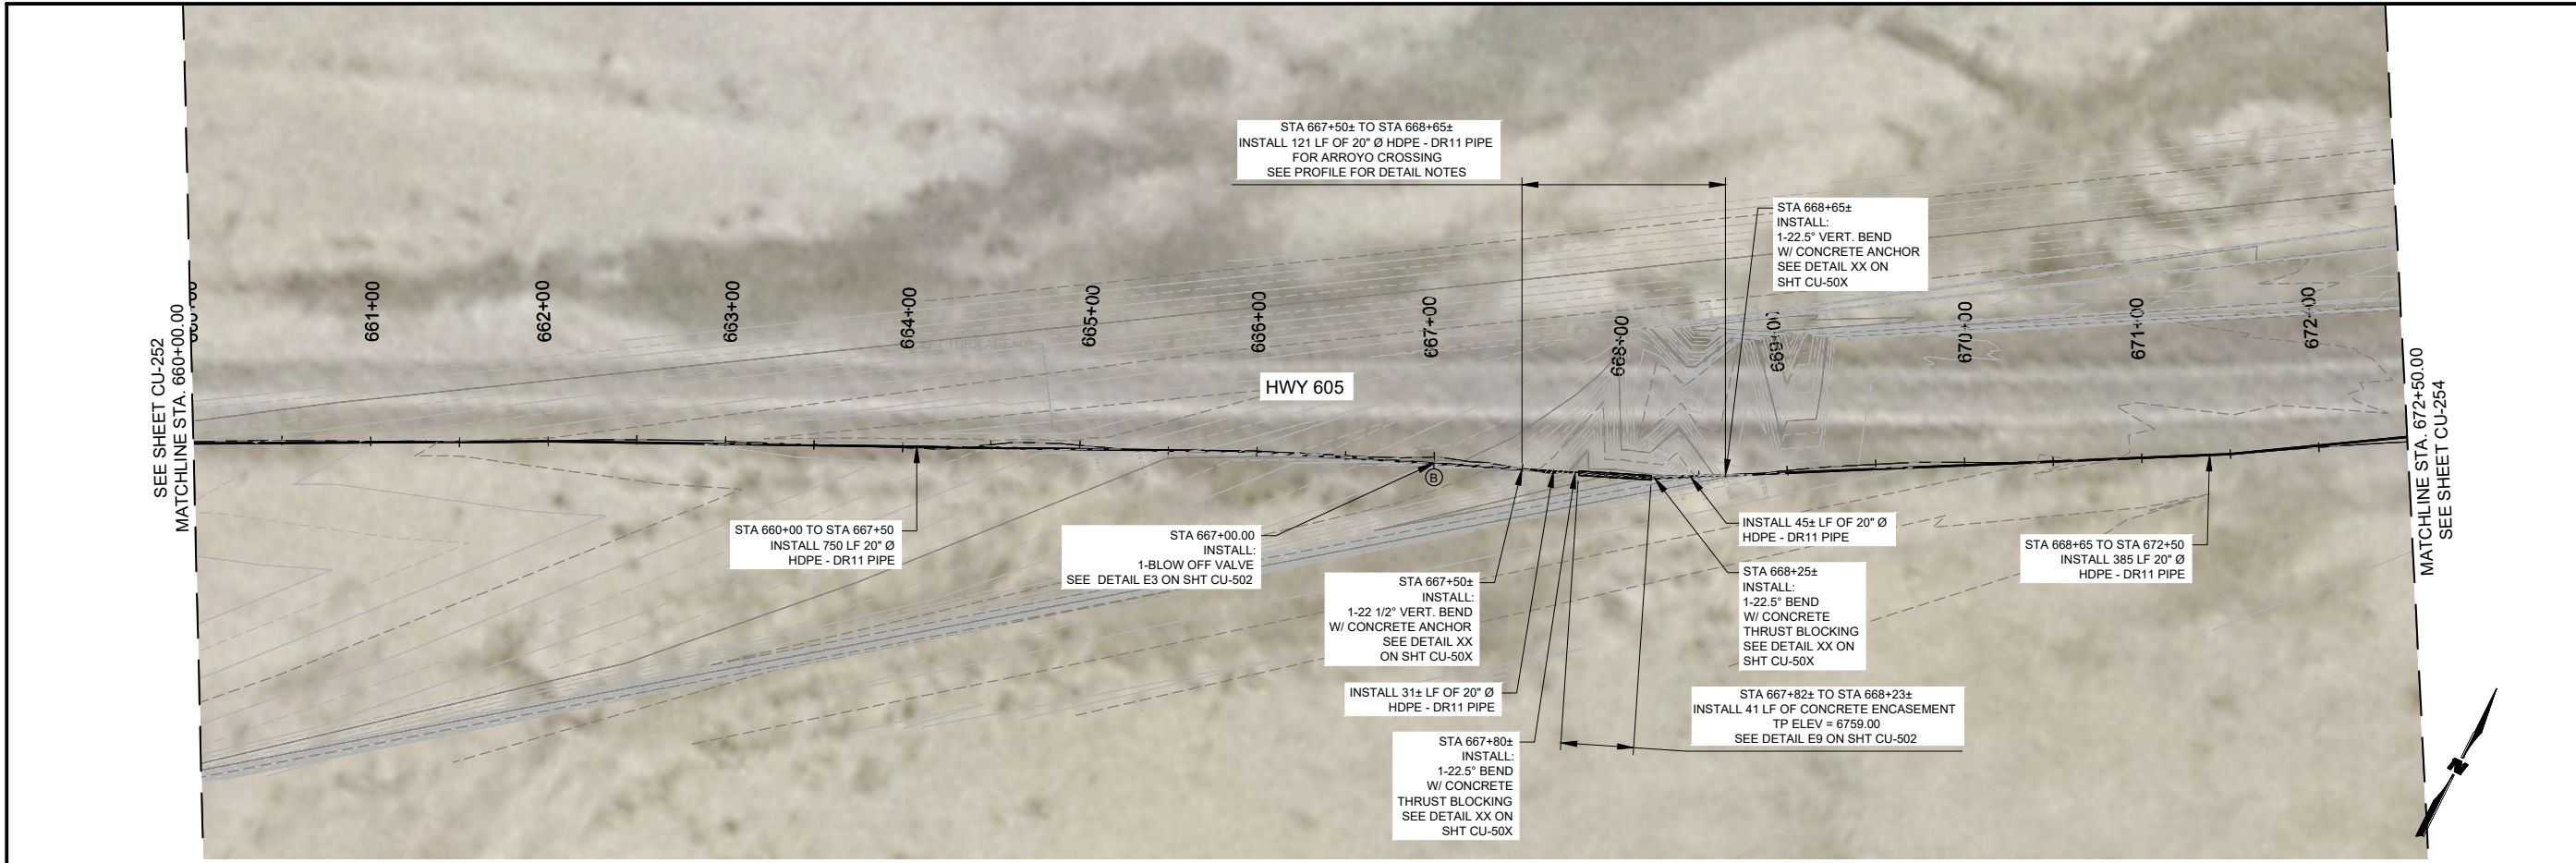 STA 667+50± TO STA 668+65±
INSTALL 121 LF OF 20" Ø HDPE - DR11 PIPE
FOR ARROYO CROSSING
SEE PROFILE FOR DETAIL NOTES
STA 668+65±
INSTALL:
1-22.5° VERT. BEND
W/ CONCRETE ANCHOR
SEE DETAIL XX ON
SHT CU-50X
SEE SHEET CU-252
MATCHLINE STA. 660+00.00
661+00
662+00
663+00
664+00
665+00
666+00
667+00
668+00
669+00
670+00
671+00
672+00
HWY 605
MATCHLINE STA. 672+50.00
SEE SHEET CU-254
B
STA 660+00 TO STA 667+50
INSTALL 750 LF 20" Ø
HDPE - DR11 PIPE
STA 667+00.00
INSTALL:
1-BLOW OFF VALVE
SEE DETAIL E3 ON SHT CU-502
STA 667+50±
INSTALL:
1-22 1/2° VERT. BEND
W/ CONCRETE ANCHOR
SEE DETAIL XX
ON SHT CU-50X
INSTALL 31± LF OF 20" Ø
HDPE - DR11 PIPE
STA 667+80±
INSTALL:
1-22.5° BEND
W/ CONCRETE
THRUST BLOCKING
SEE DETAIL XX ON
SHT CU-50X
INSTALL 45± LF OF 20" Ø
HDPE - DR11 PIPE
STA 668+25±
INSTALL:
1-22.5° BEND
W/ CONCRETE
THRUST BLOCKING
SEE DETAIL XX ON
SHT CU-50X
STA 667+82± TO STA 668+23±
INSTALL 41 LF OF CONCRETE ENCASEMENT
TP ELEV = 6759.00
SEE DETAIL E9 ON SHT CU-502
STA 668+65 TO STA 672+50
INSTALL 385 LF 20" Ø
HDPE - DR11 PIPE
N